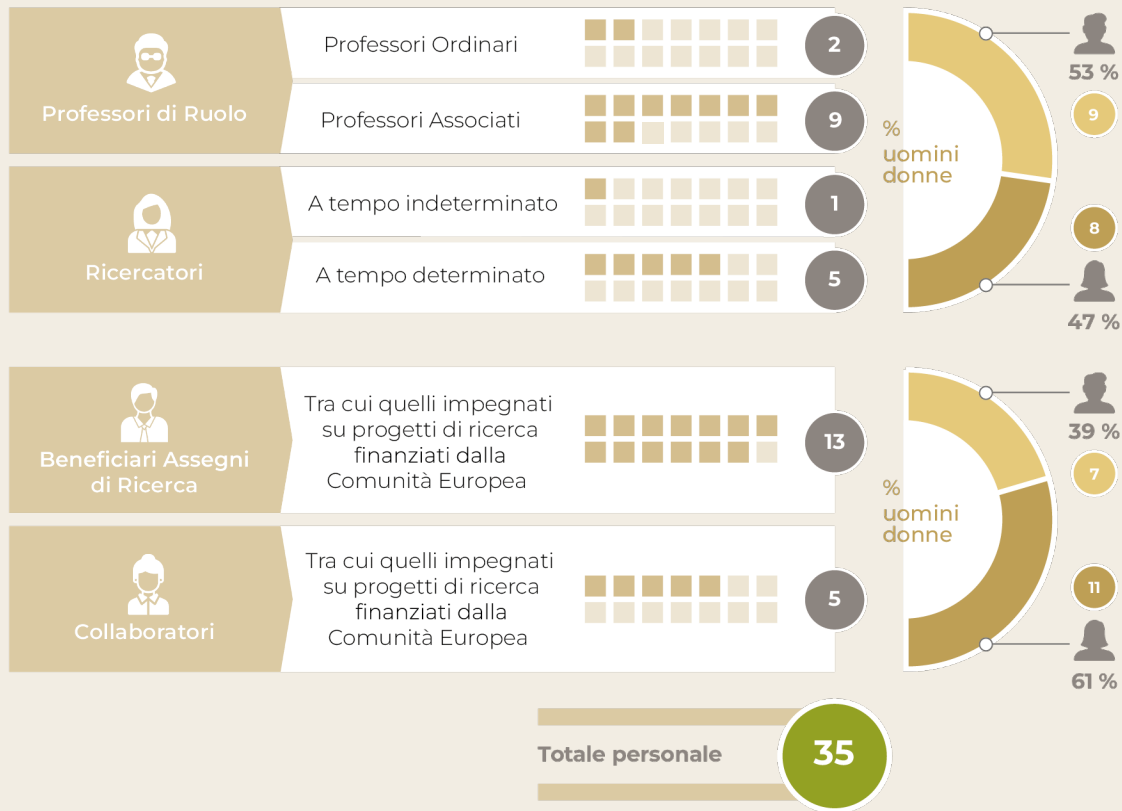 Professori di Ruolo
Professori Ordinari
2
Professori Associati
9
Ricercatori
A tempo indeterminato
1
A tempo determinato
5
%
uomini
donne
53 %
9
8
47 %
Beneficiari Assegni
di Ricerca
Tra cui quelli impegnati
su progetti di ricerca
finanziati dalla
Comunità Europea
13
Collaboratori
Tra cui quelli impegnati
su progetti di ricerca
finanziati dalla
Comunità Europea
5
%
uomini
donne
39 %
7
11
61 %
Totale personale
35